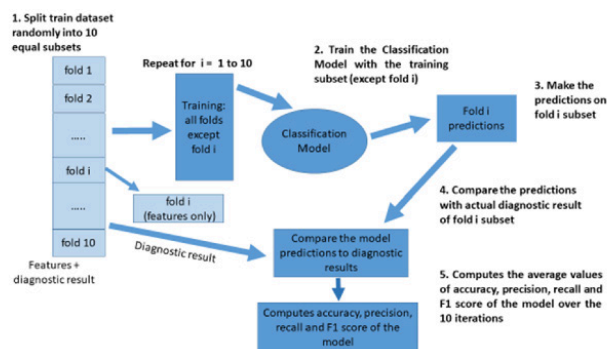 1. Split train dataset
randomly into 10
equal subsets
fold 1
fold 2
.....
fold i
.....
fold 10
Features +
diagnostic result
Repeat for i = 1 to 10
Training:
all folds
except
fold i
fold i
(features only)
Diagnostic result
2. Train the Classification
Model with the training
subset (except fold i)
Classification
Model
3. Make the
predictions on
fold i subset
Fold i
predictions
4. Compare the predictions
with actual diagnostic result
of fold i subset
Compare the model
predictions to diagnostic
results
5. Computes the average values
of accuracy, precision, recall and
F1 score of the model over the
10 iterations
Computes accuracy, precision,
recall and F1 score of the
model